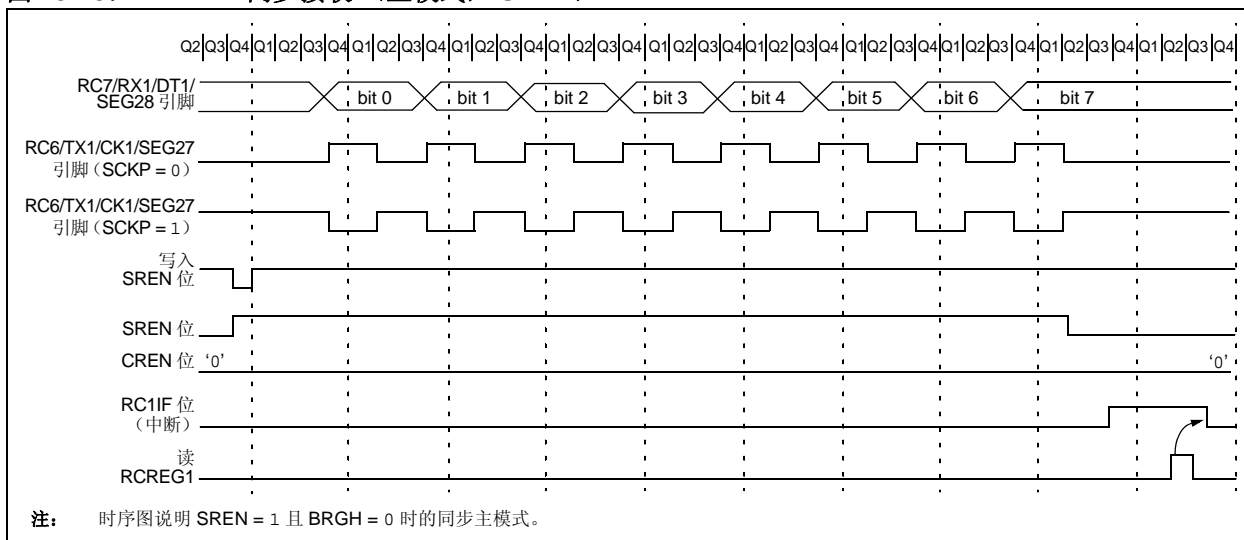 Q2 Q3 Q4 Q1 Q2 Q3 Q4 Q1 Q2 Q3 Q4 Q1 Q2 Q3 Q4 Q1 Q2 Q3 Q4 Q1 Q2 Q3 Q4 Q1 Q2 Q3 Q4 Q1 Q2 Q3 Q4 Q1 Q2 Q3 Q4 Q1 Q2 Q3 Q4 Q1 Q2 Q3 Q4
RC7/RX1/DT1/
SEG28 引脚
bit 0 bit 1 bit 2 bit 3 bit 4 bit 5 bit 6 bit 7
RC6/TX1/CK1/SEG27
引脚（SCKP = 0）
RC6/TX1/CK1/SEG27
引脚（SCKP = 1）
写入
SREN 位
SREN 位
CREN 位 ‘0’ ‘0’
RC1IF 位
（中断）
读
RCREG1
注： 时序图说明 SREN = 1 且 BRGH = 0 时的同步主模式。